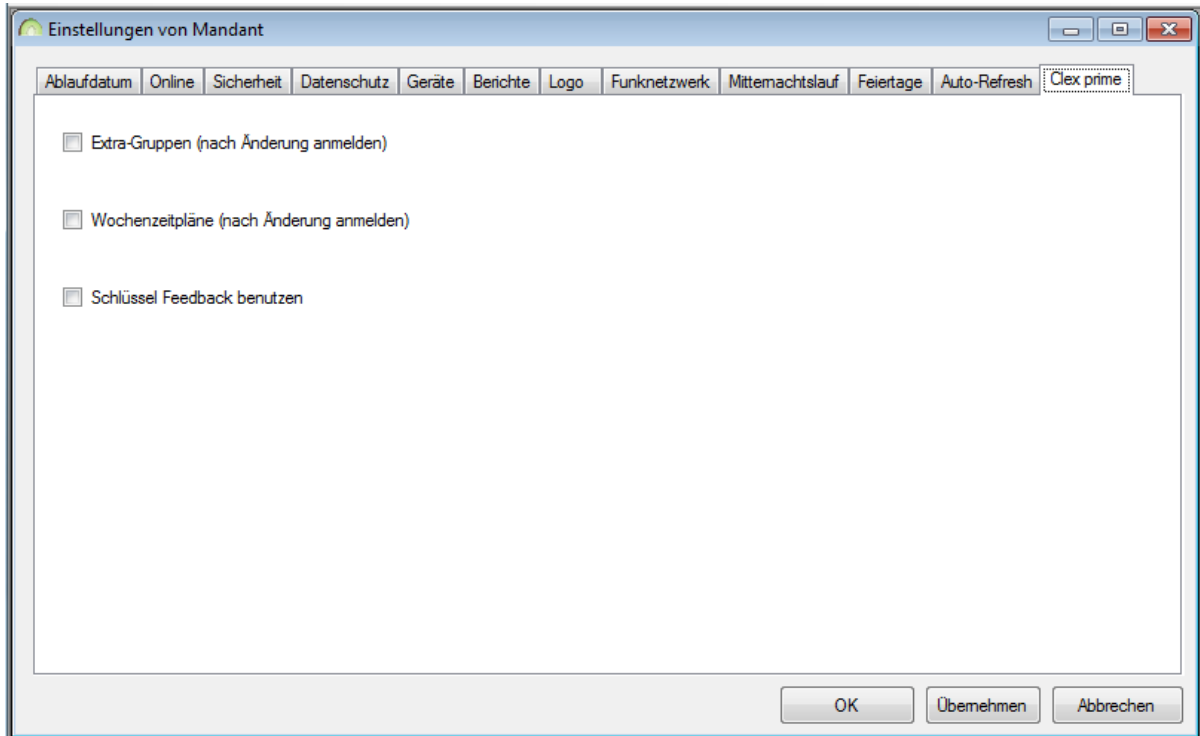 Einstellungen von Mandant
Ablaufdatum Online Sicherheit Datenschutz Geräte Berichte Logo Funknetzwerk Mitternachtslauf Feiertage Auto-Refresh Clex prime
Extra-Gruppen (nach Änderung anmelden)
Wochenzeitpläne (nach Änderung anmelden)
Schlüssel Feedback benutzen
OK Übernehmen Abbrechen